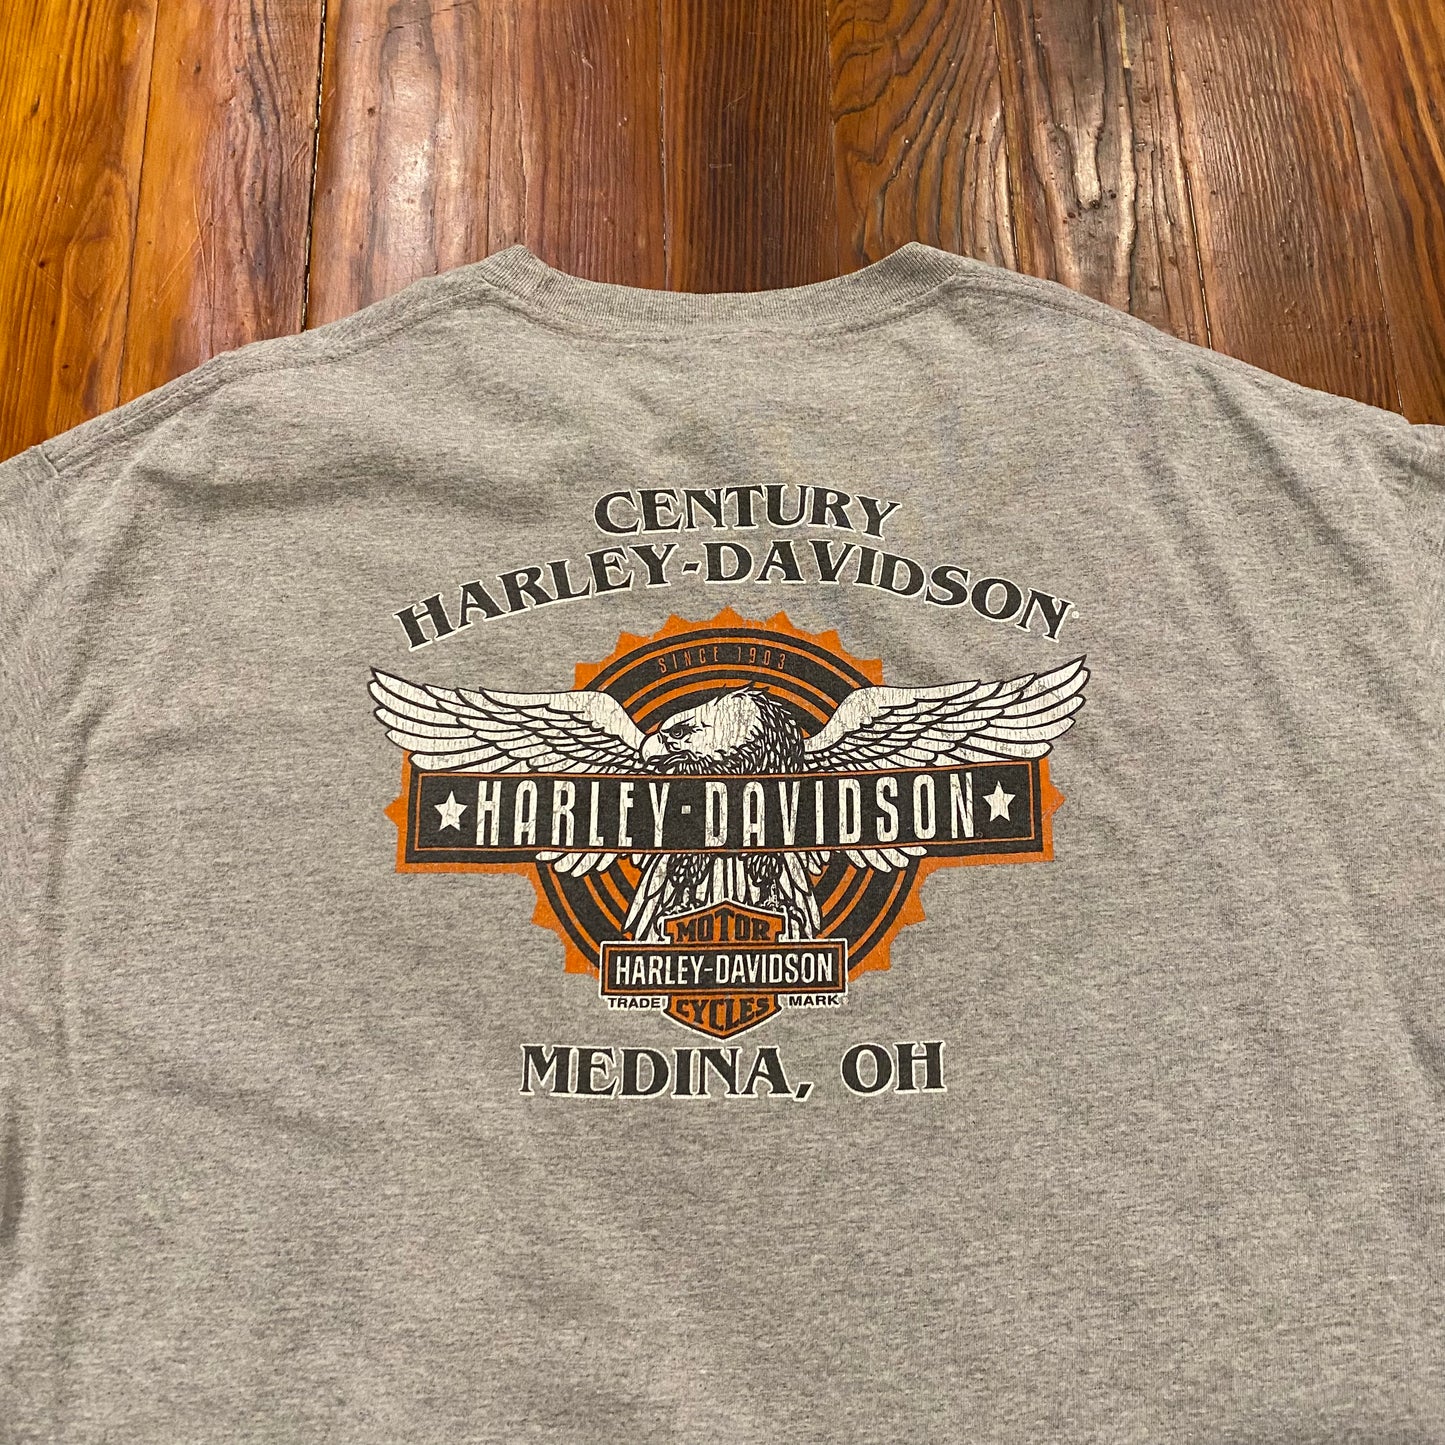 CENTURY
HARLEY-DAVIDSON
SINCE 1903
HARLEY-DAVIDSON
MOTOR
HARLEY-DAVIDSON
TRADE MARK
CYCLES
MEDINA, OH